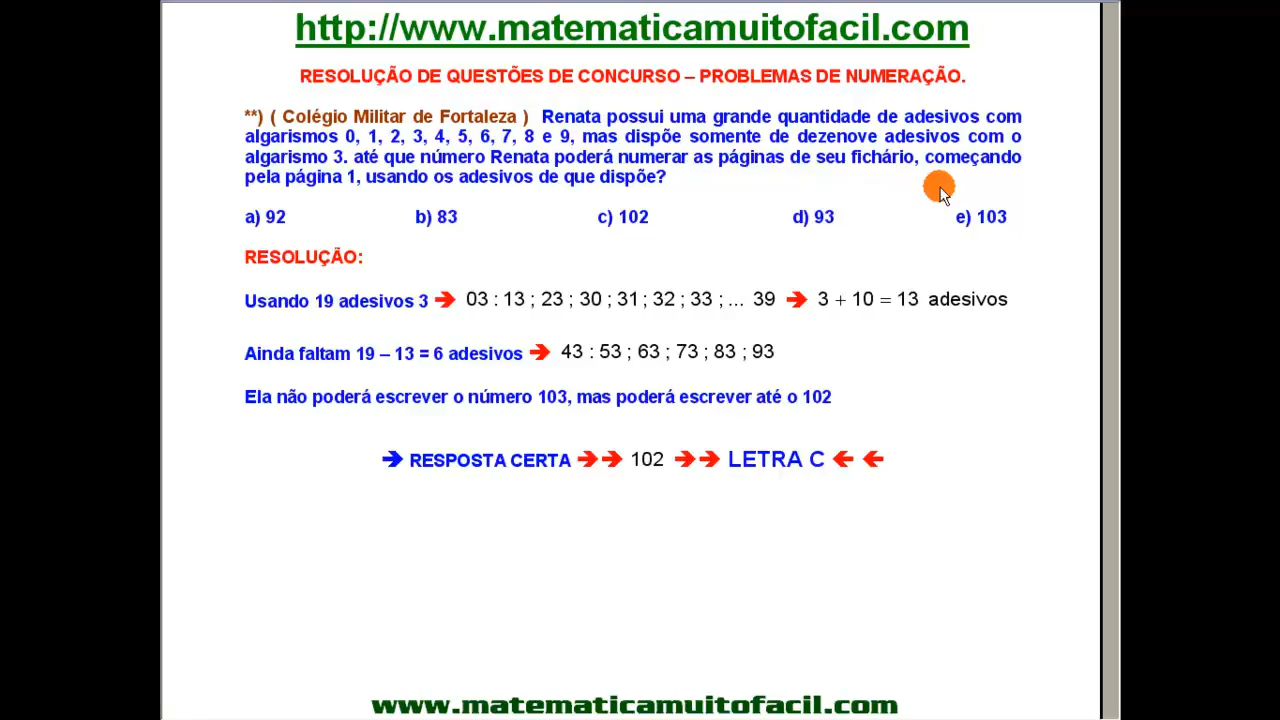 http://www.matematicamuitofacil.com
RESOLUÇÃO DE QUESTÕES DE CONCURSO – PROBLEMAS DE NUMERAÇÃO.
**) ( Colégio Militar de Fortaleza ) Renata possui uma grande quantidade de adesivos com
algarismos 0, 1, 2, 3, 4, 5, 6, 7, 8 e 9, mas dispõe somente de dezenove adesivos com o
algarismo 3. até que número Renata poderá numerar as páginas de seu fichário, começando
pela página 1, usando os adesivos de que dispõe?
a) 92 b) 83 c) 102 d) 93 e) 103
RESOLUÇÃO:
Usando 19 adesivos 3 ➔ 03 : 13 ; 23 ; 30 ; 31 ; 32 ; 33 ; ... 39 ➔ 3 + 10 = 13 adesivos
Ainda faltam 19 – 13 = 6 adesivos ➔ 43 : 53 ; 63 ; 73 ; 83 ; 93
Ela não poderá escrever o número 103, mas poderá escrever até o 102
➔ RESPOSTA CERTA ➔➔ 102 ➔➔ LETRA C 🡸 🡸
www.matematicamuitofacil.com